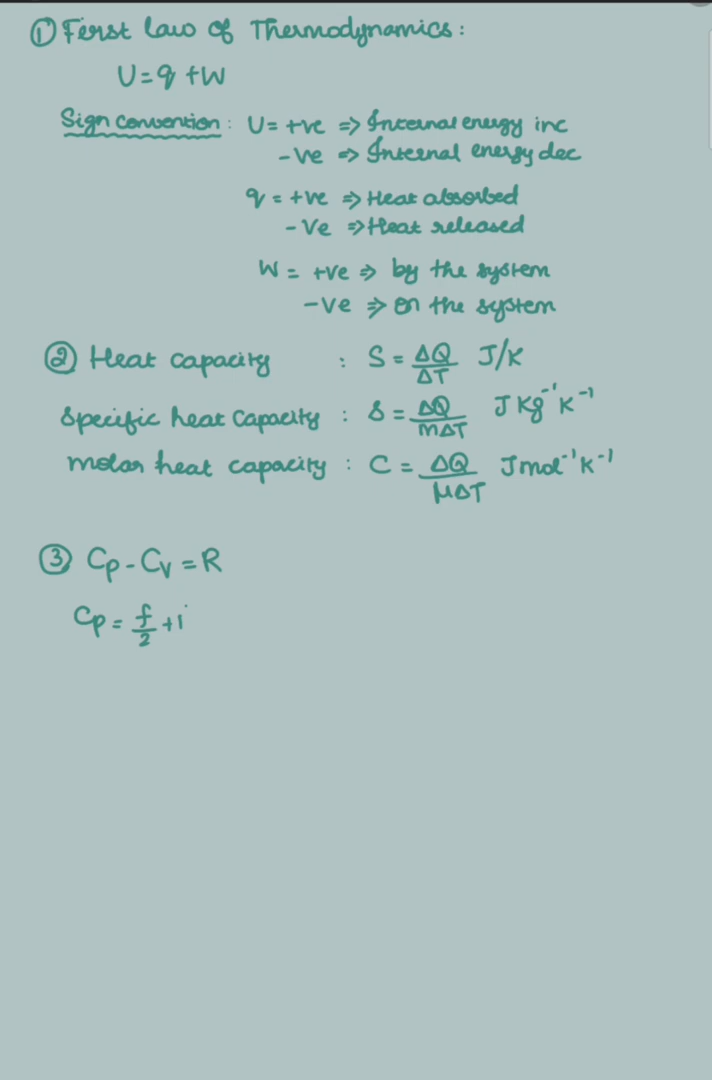 ① First law of Thermodynamics :
U = q + W
Sign convention : U = +ve ⇒ Internal energy inc
-ve ⇒ Internal energy dec
q = +ve ⇒ Heat absorbed
-ve ⇒ Heat released
W = +ve ⇒ by the system
-ve ⇒ on the system
② Heat capacity : S = ΔQ/ΔT J/K
Specific heat capacity : s = ΔQ/MΔT J Kg⁻¹ K⁻¹
molar heat capacity : C = ΔQ/μΔT J mol⁻¹ K⁻¹
③ Cp - Cv = R
Cp = f/2 + 1